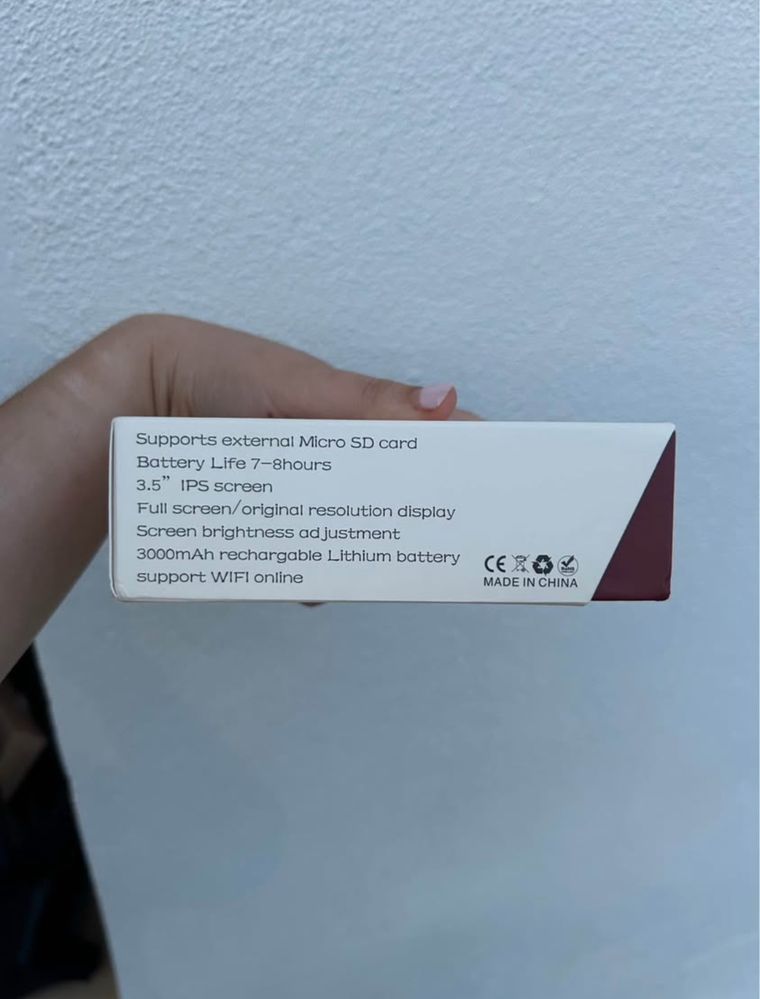 Supports external Micro SD card
Battery Life 7-8hours
3.5” IPS screen
Full screen/original resolution display
Screen brightness adjustment
3000mAh rechargable Lithium battery
support WIFI online
CE
MADE IN CHINA